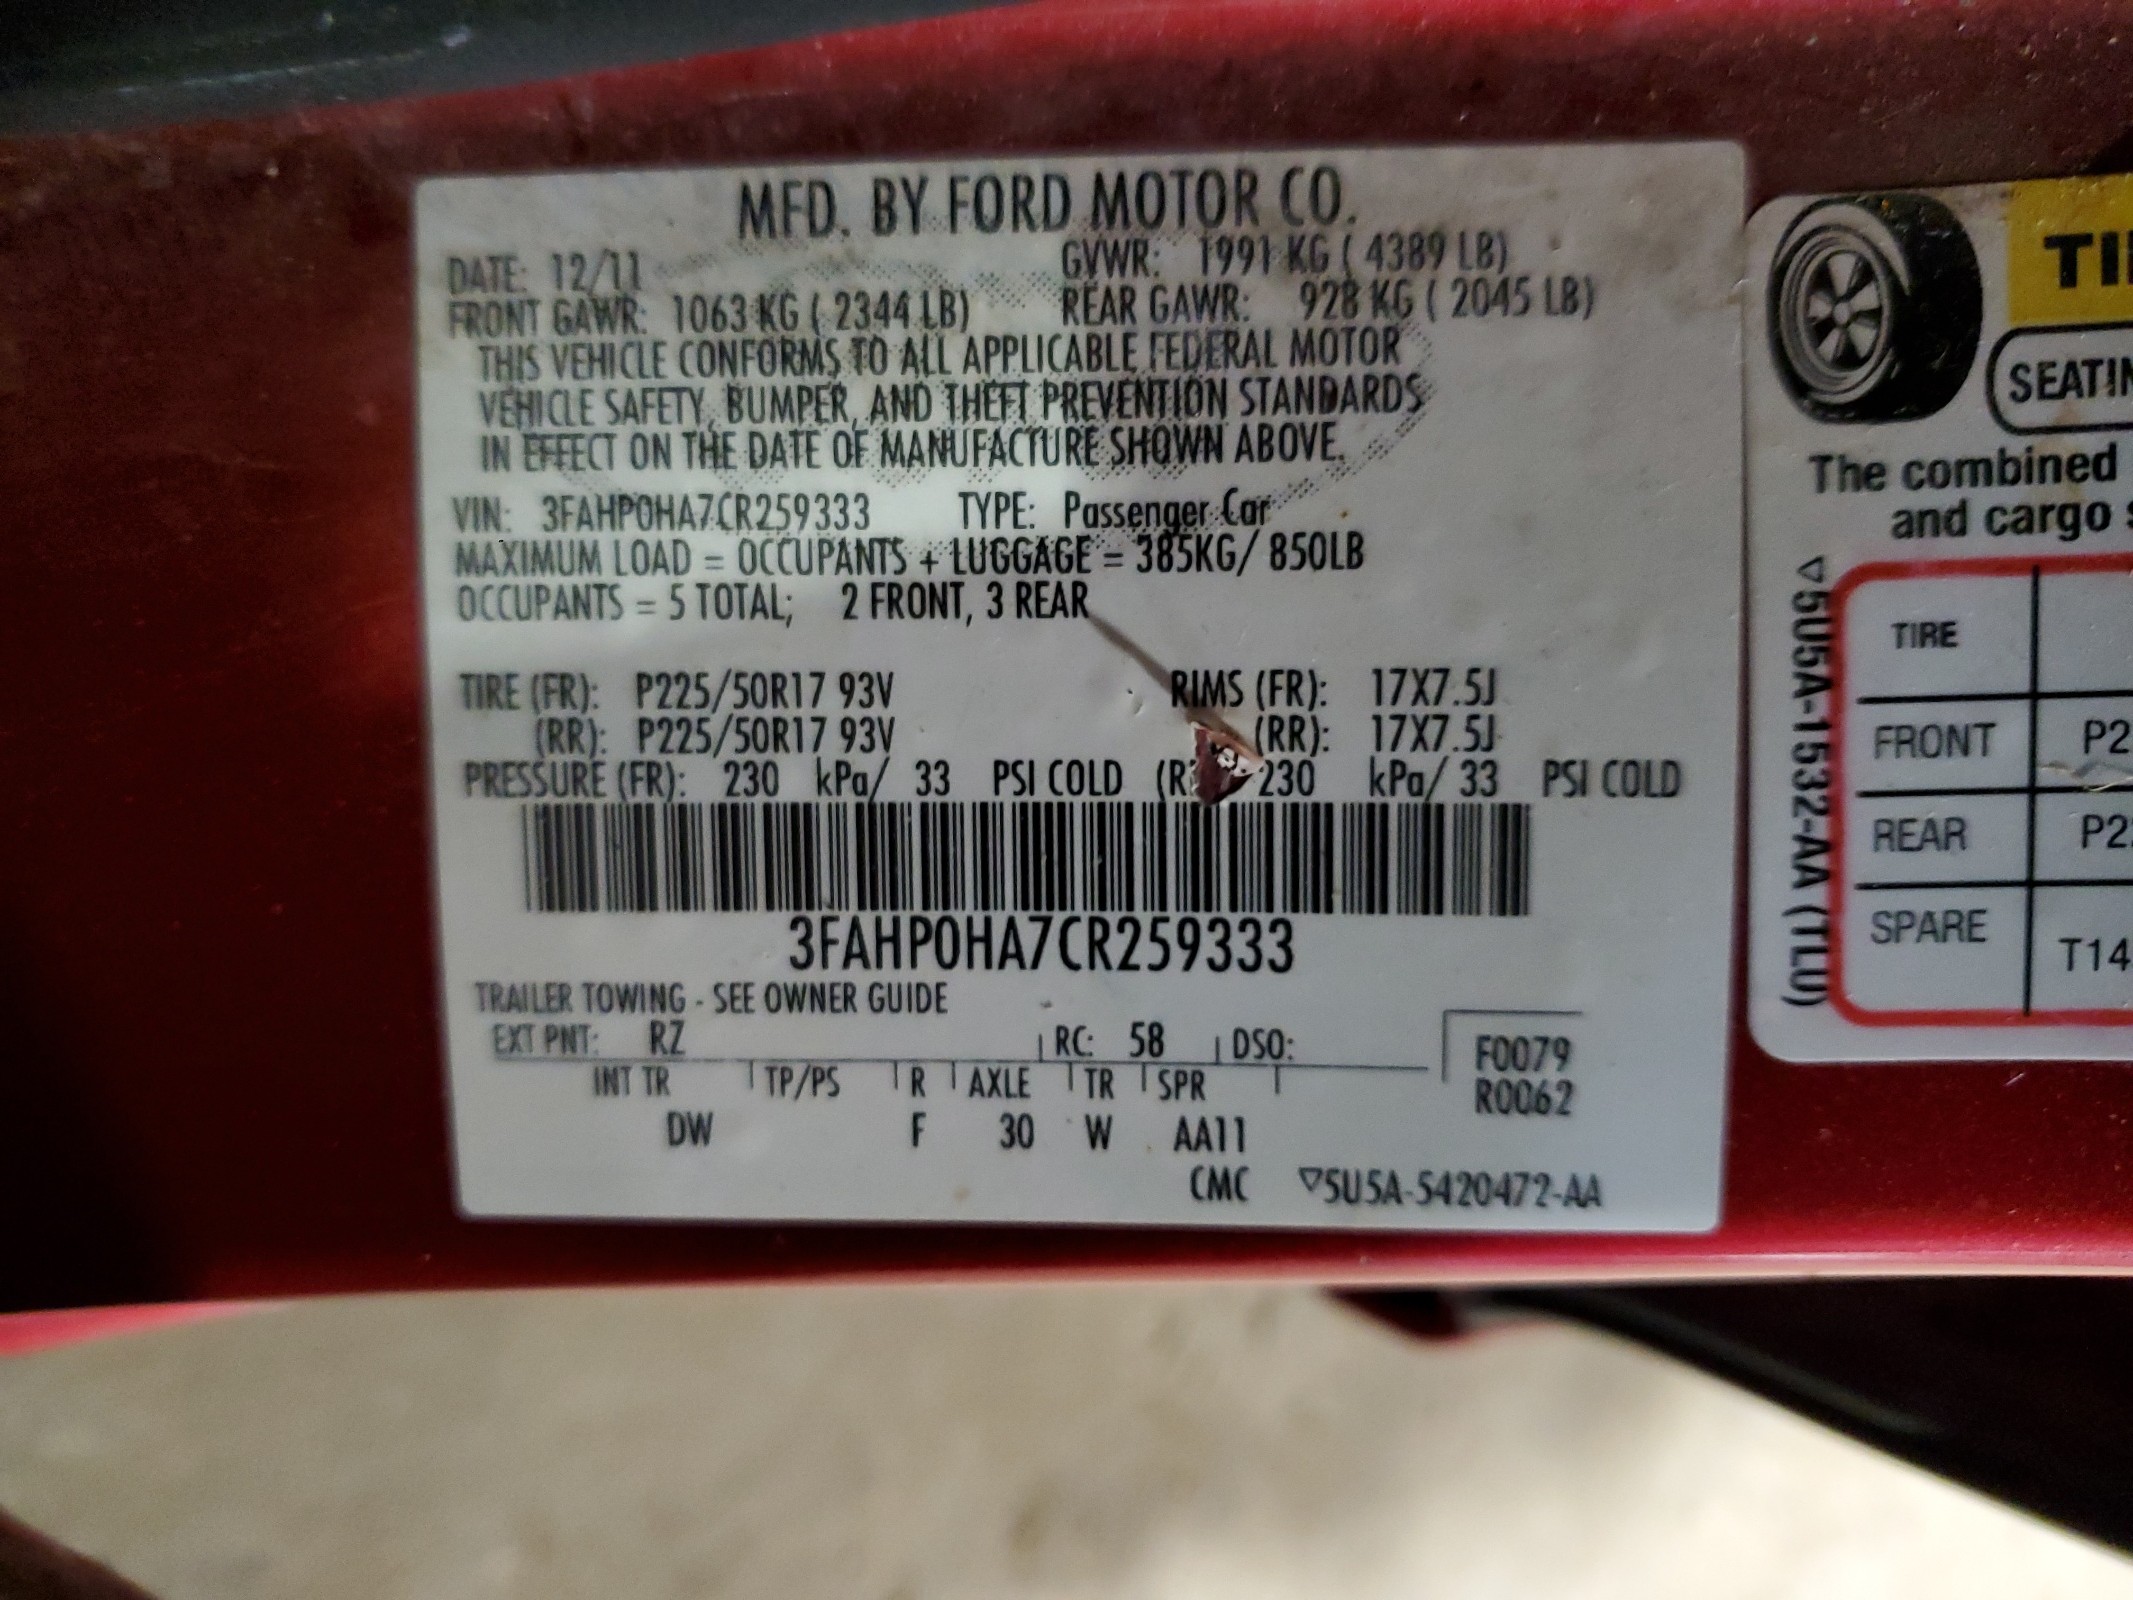 MFD. BY FORD MOTOR CO.
DATE: 12/11 GVWR: 1991 KG ( 4389 LB)
FRONT GAWR: 1063 KG ( 2344 LB) REAR GAWR: 928 KG ( 2045 LB)
THIS VEHICLE CONFORMS TO ALL APPLICABLE FEDERAL MOTOR
VEHICLE SAFETY, BUMPER, AND THEFT PREVENTION STANDARDS
IN EFFECT ON THE DATE OF MANUFACTURE SHOWN ABOVE.
VIN: 3FAHP0HA7CR259333 TYPE: Passenger Car
MAXIMUM LOAD = OCCUPANTS + LUGGAGE = 385KG/ 850LB
OCCUPANTS = 5 TOTAL; 2 FRONT, 3 REAR
TIRE (FR): P225/50R17 93V RIMS (FR): 17X7.5J
(RR): P225/50R17 93V (RR): 17X7.5J
PRESSURE (FR): 230 kPa/ 33 PSI COLD 230 kPa/ 33 PSI COLD
3FAHP0HA7CR259333
TRAILER TOWING - SEE OWNER GUIDE
EXT PNT: RZ RC: 58 DSO:
INT TR TP/PS R AXLE TR SPR
DW F 30 W AA11
F0079
R0062
CMC ▽5U5A-5420472-AA
TI
SEATIN
The combined
and cargo
▽5U5A-1532-AA (TL0)
TIRE
FRONT P2
REAR P2
SPARE T14